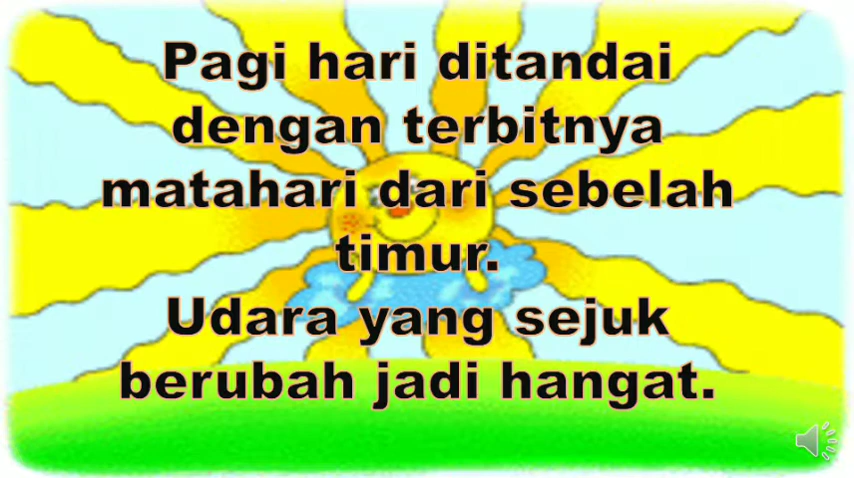 Pagi hari ditandai
dengan terbitnya
matahari dari sebelah
timur.
Udara yang sejuk
berubah jadi hangat.